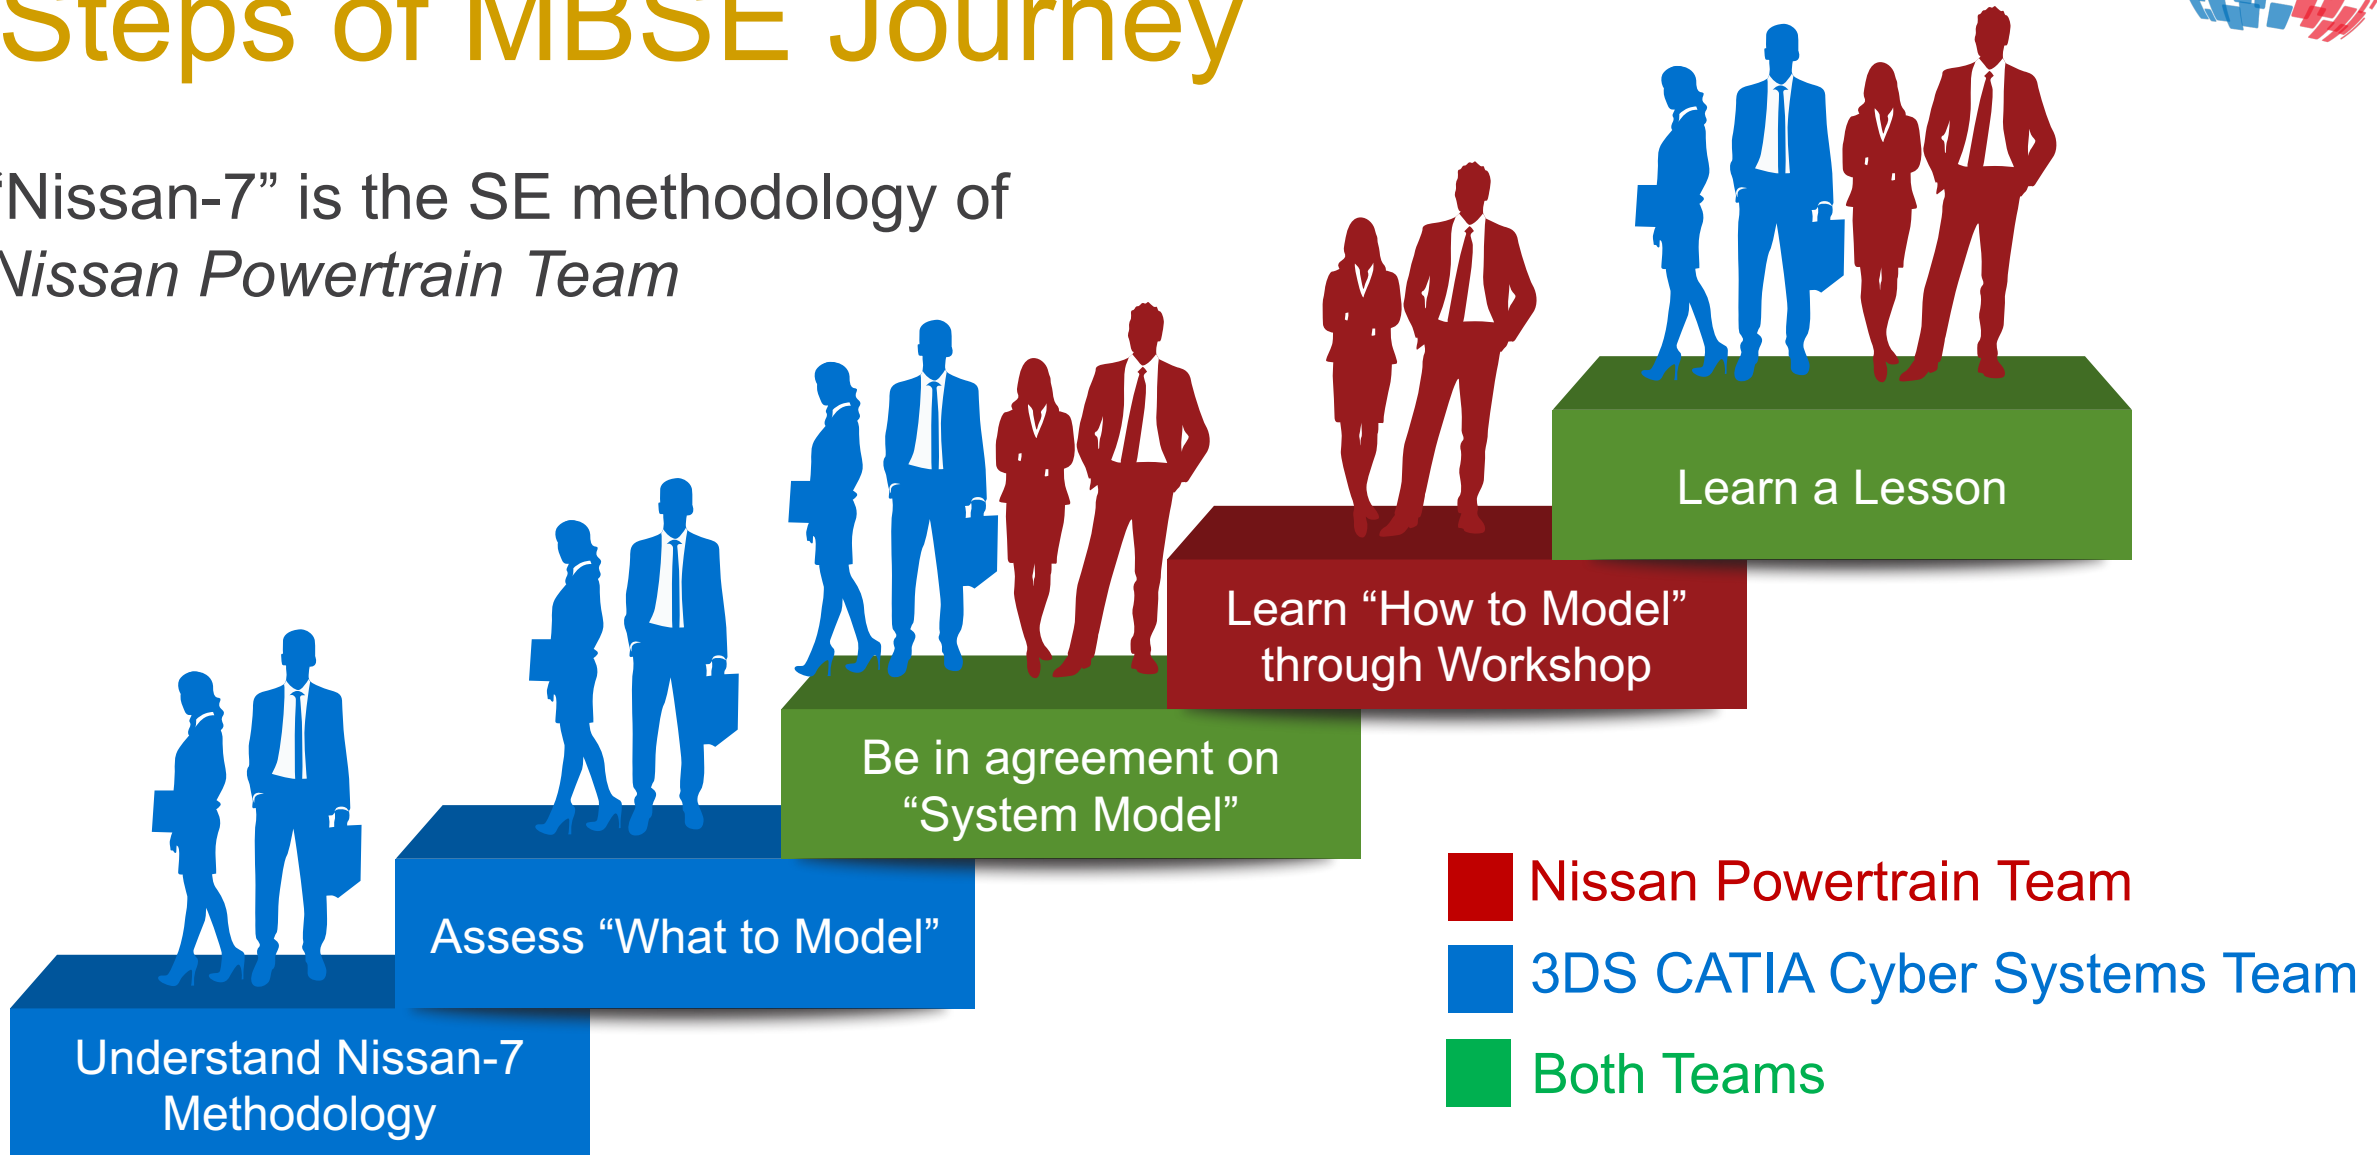 Steps of MBSE Journey
“Nissan-7” is the SE methodology of
Nissan Powertrain Team
Learn a Lesson
Learn “How to Model”
through Workshop
Be in agreement on
“System Model”
Assess “What to Model”
Understand Nissan-7
Methodology
Nissan Powertrain Team
3DS CATIA Cyber Systems Team
Both Teams